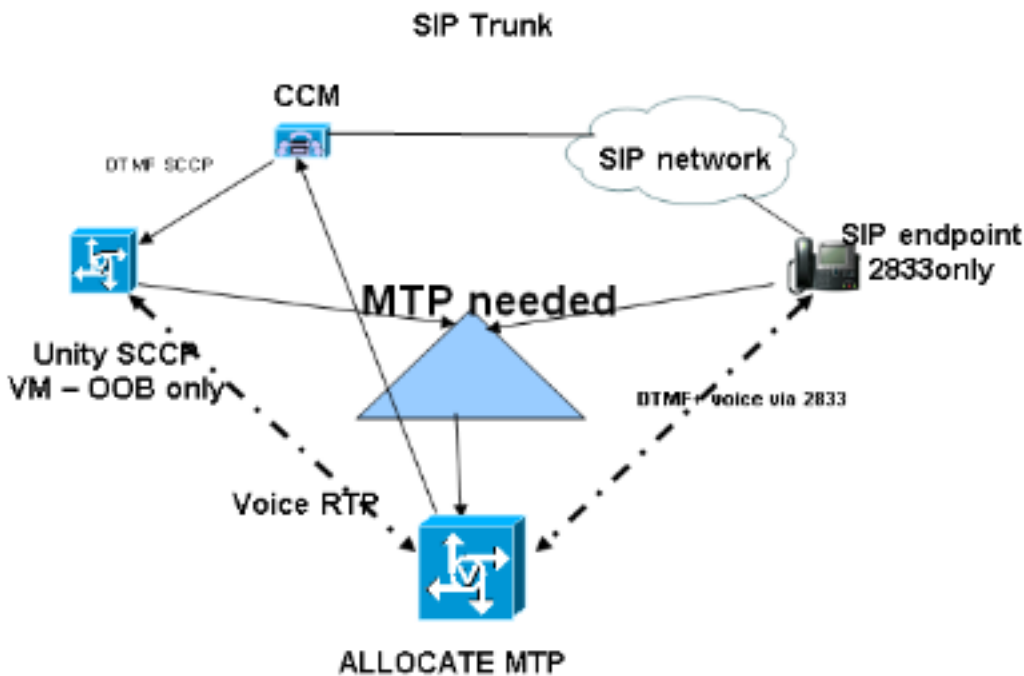 SIP Trunk
CCM
SIP network
DTMF SCCP
SIP endpoint
2833only
MTP needed
Unity SCCP
VM – OOB only
DTMF+ voice via 2833
Voice RTP
V
ALLOCATE MTP